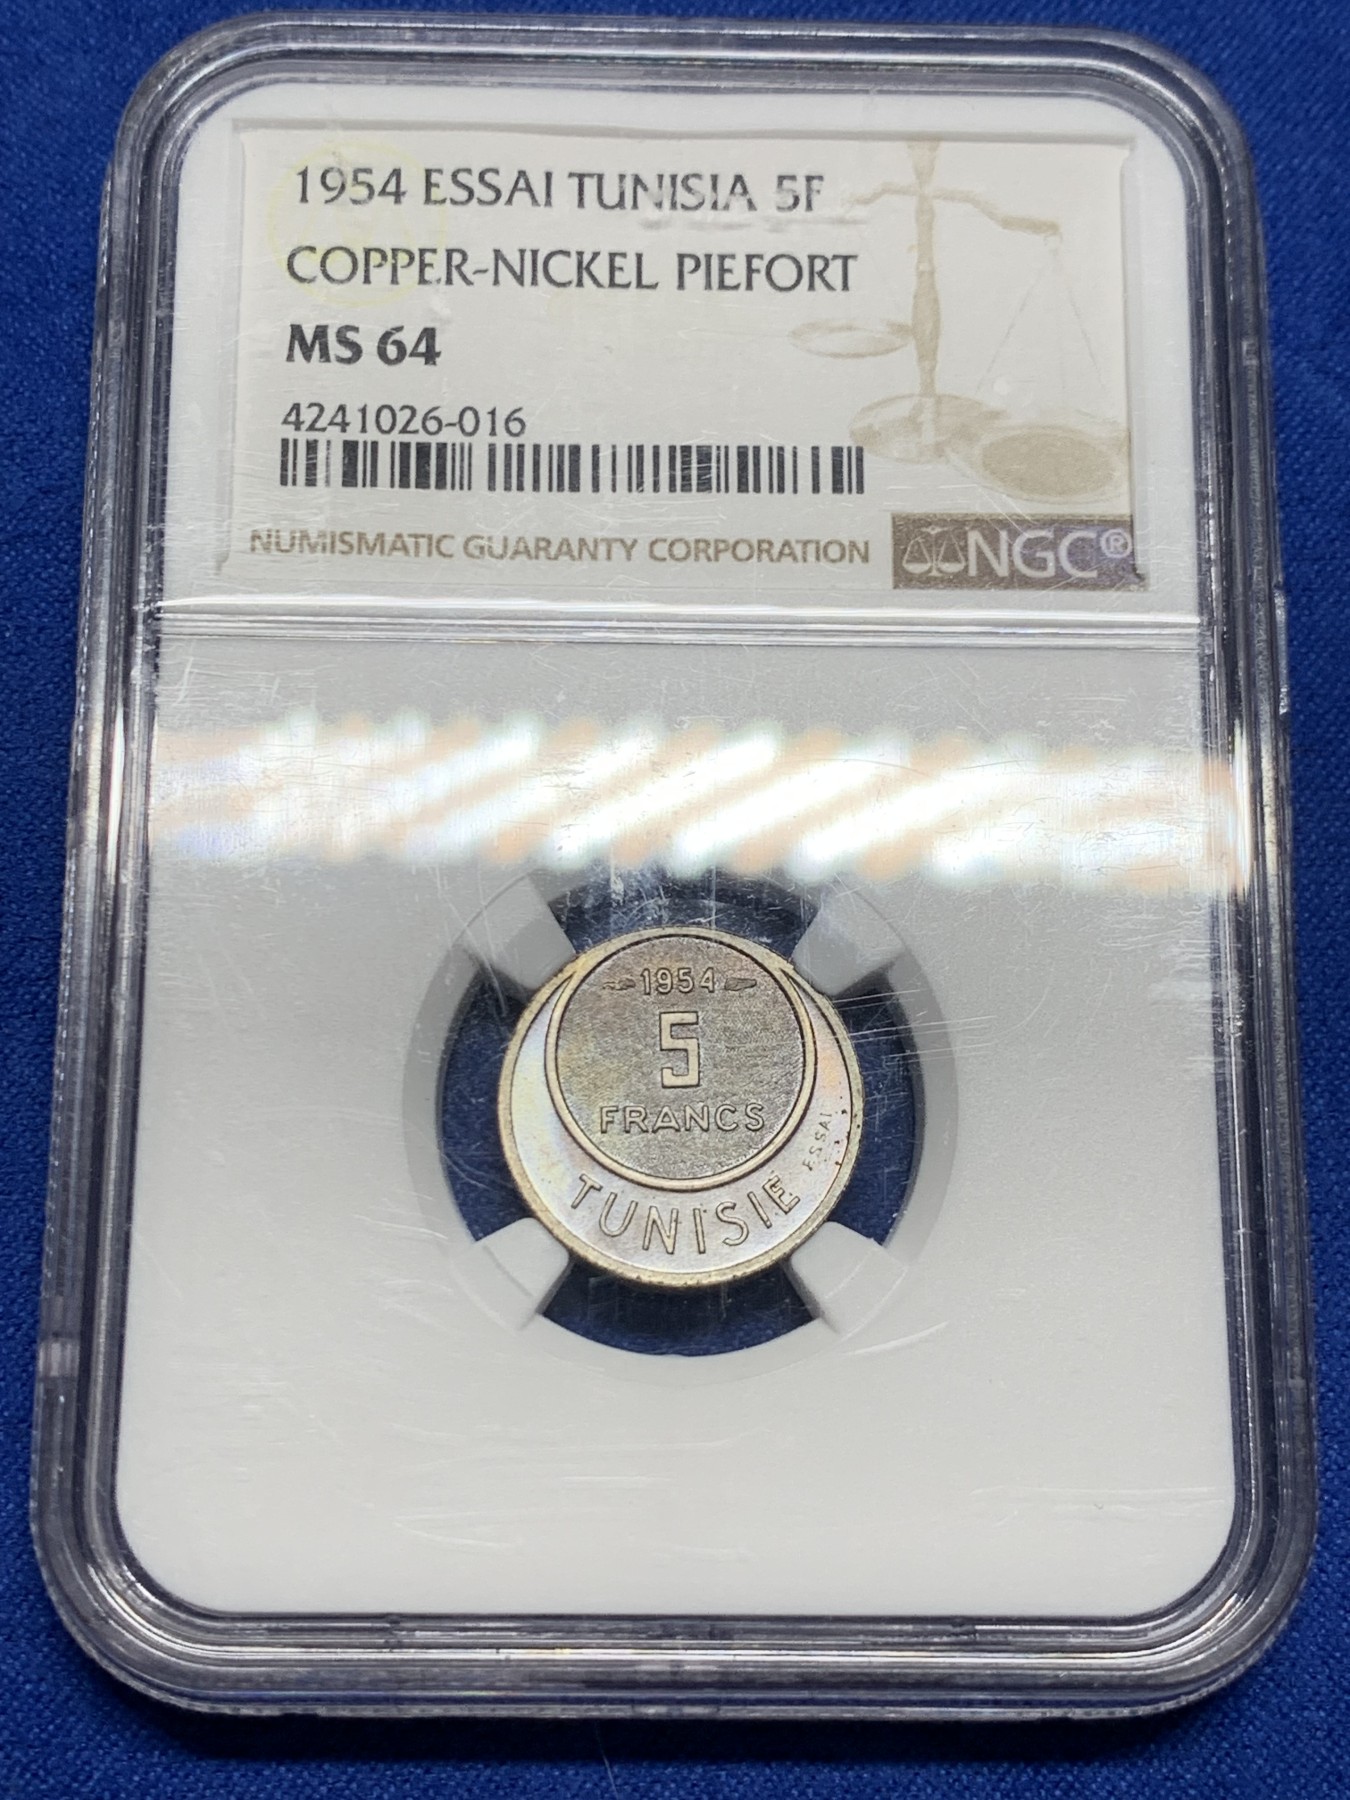 1954 ESSAI TUNISIA 5F
COPPER-NICKEL PIEFORT
MS 64
4241026-016
NUMISMATIC GUARANTY CORPORATION
NGC®
1954
5
FRANCS
ESSAI
TUNISIE